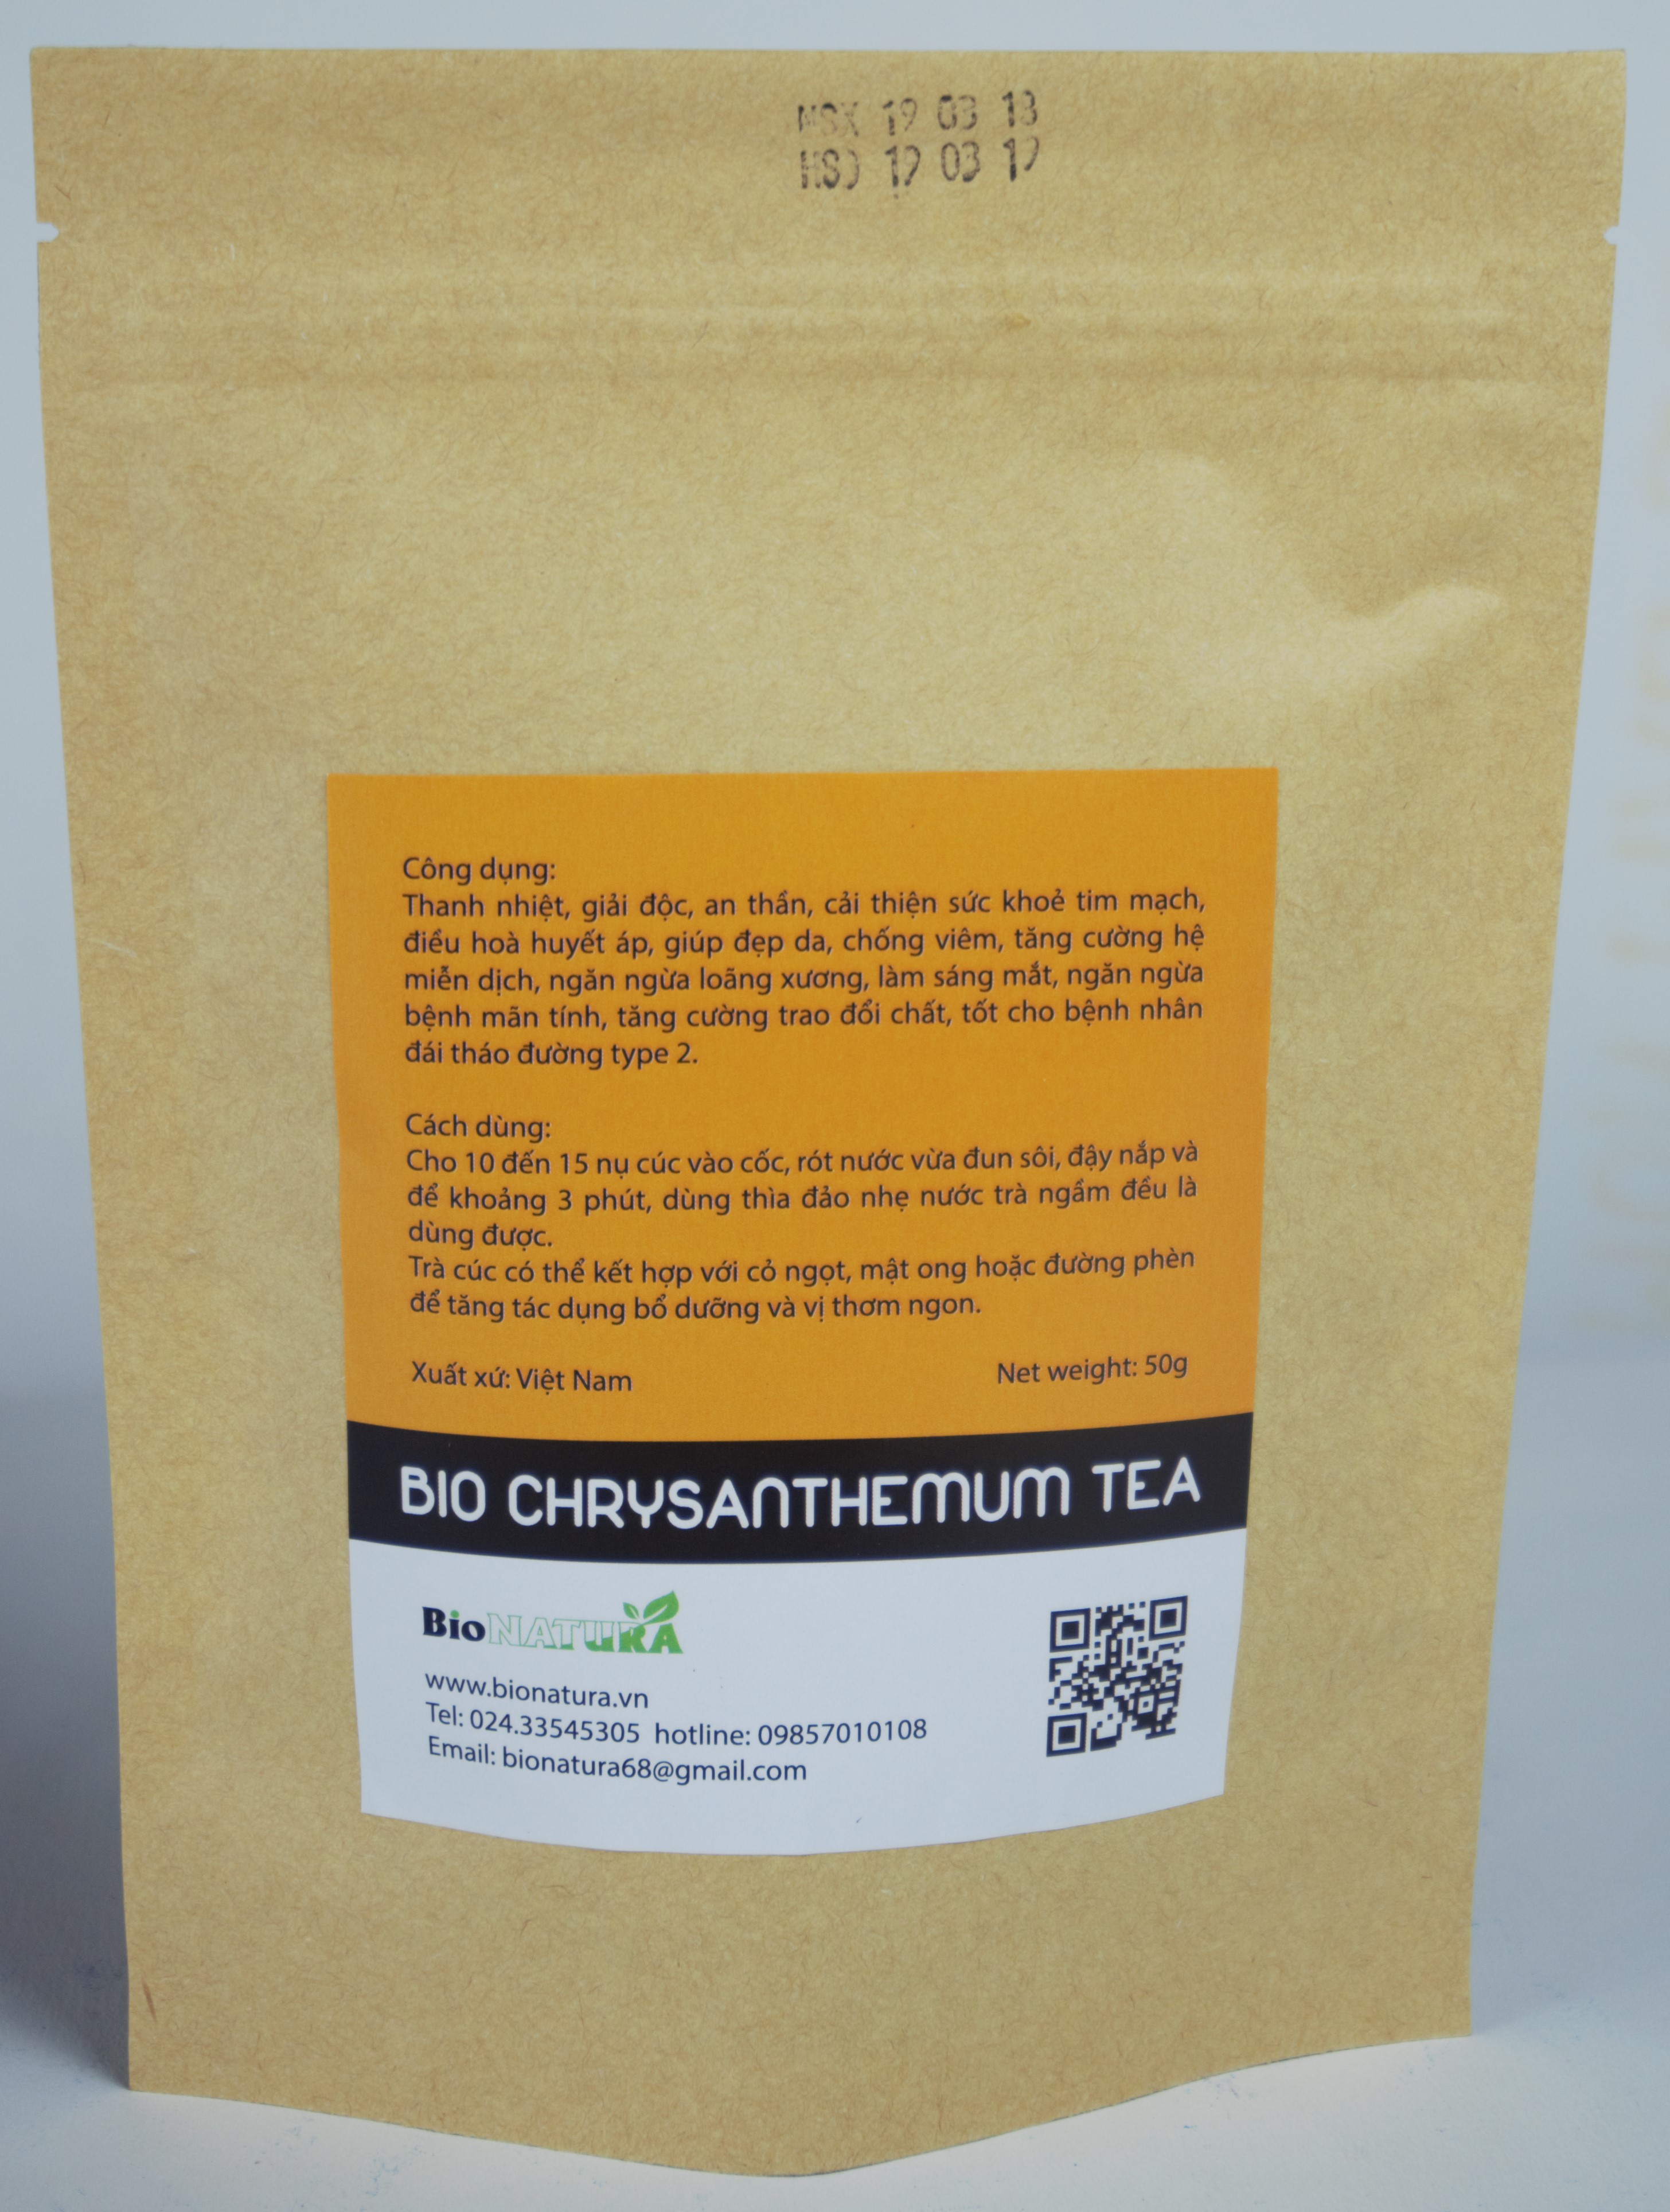 NSX 19 03 18
HSD 19 03 19
Công dụng:
Thanh nhiệt, giải độc, an thần, cải thiện sức khoẻ tim mạch,
điều hoà huyết áp, giúp đẹp da, chống viêm, tăng cường hệ
miễn dịch, ngăn ngừa loãng xương, làm sáng mắt, ngăn ngừa
bệnh mãn tính, tăng cường trao đổi chất, tốt cho bệnh nhân
đái tháo đường type 2.
Cách dùng:
Cho 10 đến 15 nụ cúc vào cốc, rót nước vừa đun sôi, đậy nắp và
để khoảng 3 phút, dùng thìa đảo nhẹ nước trà ngầm đều là
dùng được.
Trà cúc có thể kết hợp với cỏ ngọt, mật ong hoặc đường phèn
để tăng tác dụng bổ dưỡng và vị thơm ngon.
Xuất xứ: Việt Nam Net weight: 50g
BIO CHRYSANTHEMUM TEA
BioNATURA
www.bionatura.vn
Tel: 024.33545305 hotline: 09857010108
Email: bionatura68@gmail.com